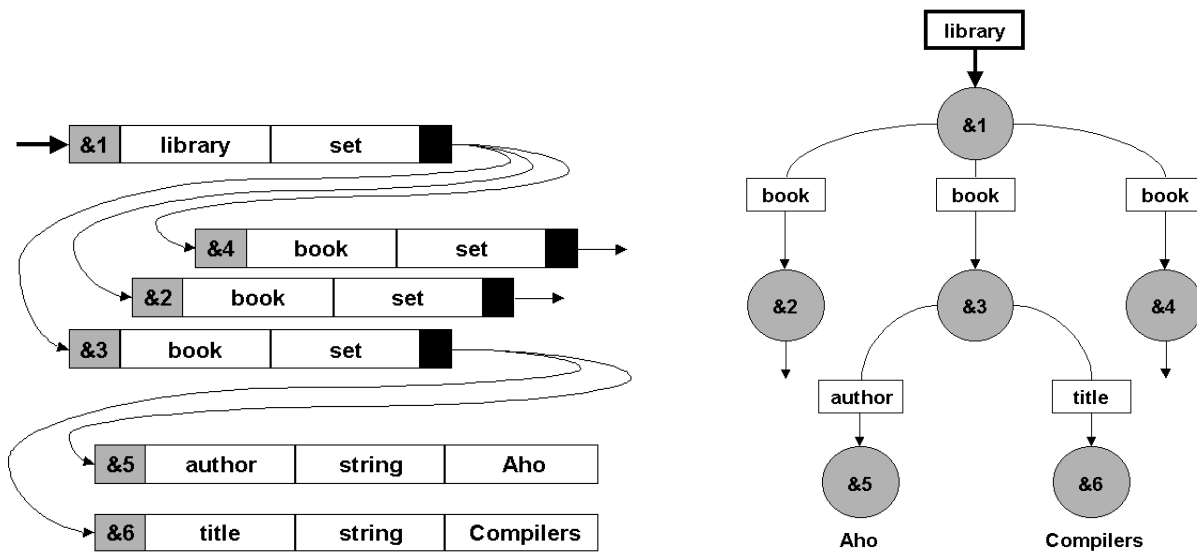 &1 library set
&4 book set
&2 book set
&3 book set
&5 author string Aho
&6 title string Compilers
library
&1
book book book
&2 &3 &4
author title
&5 &6
Aho Compilers